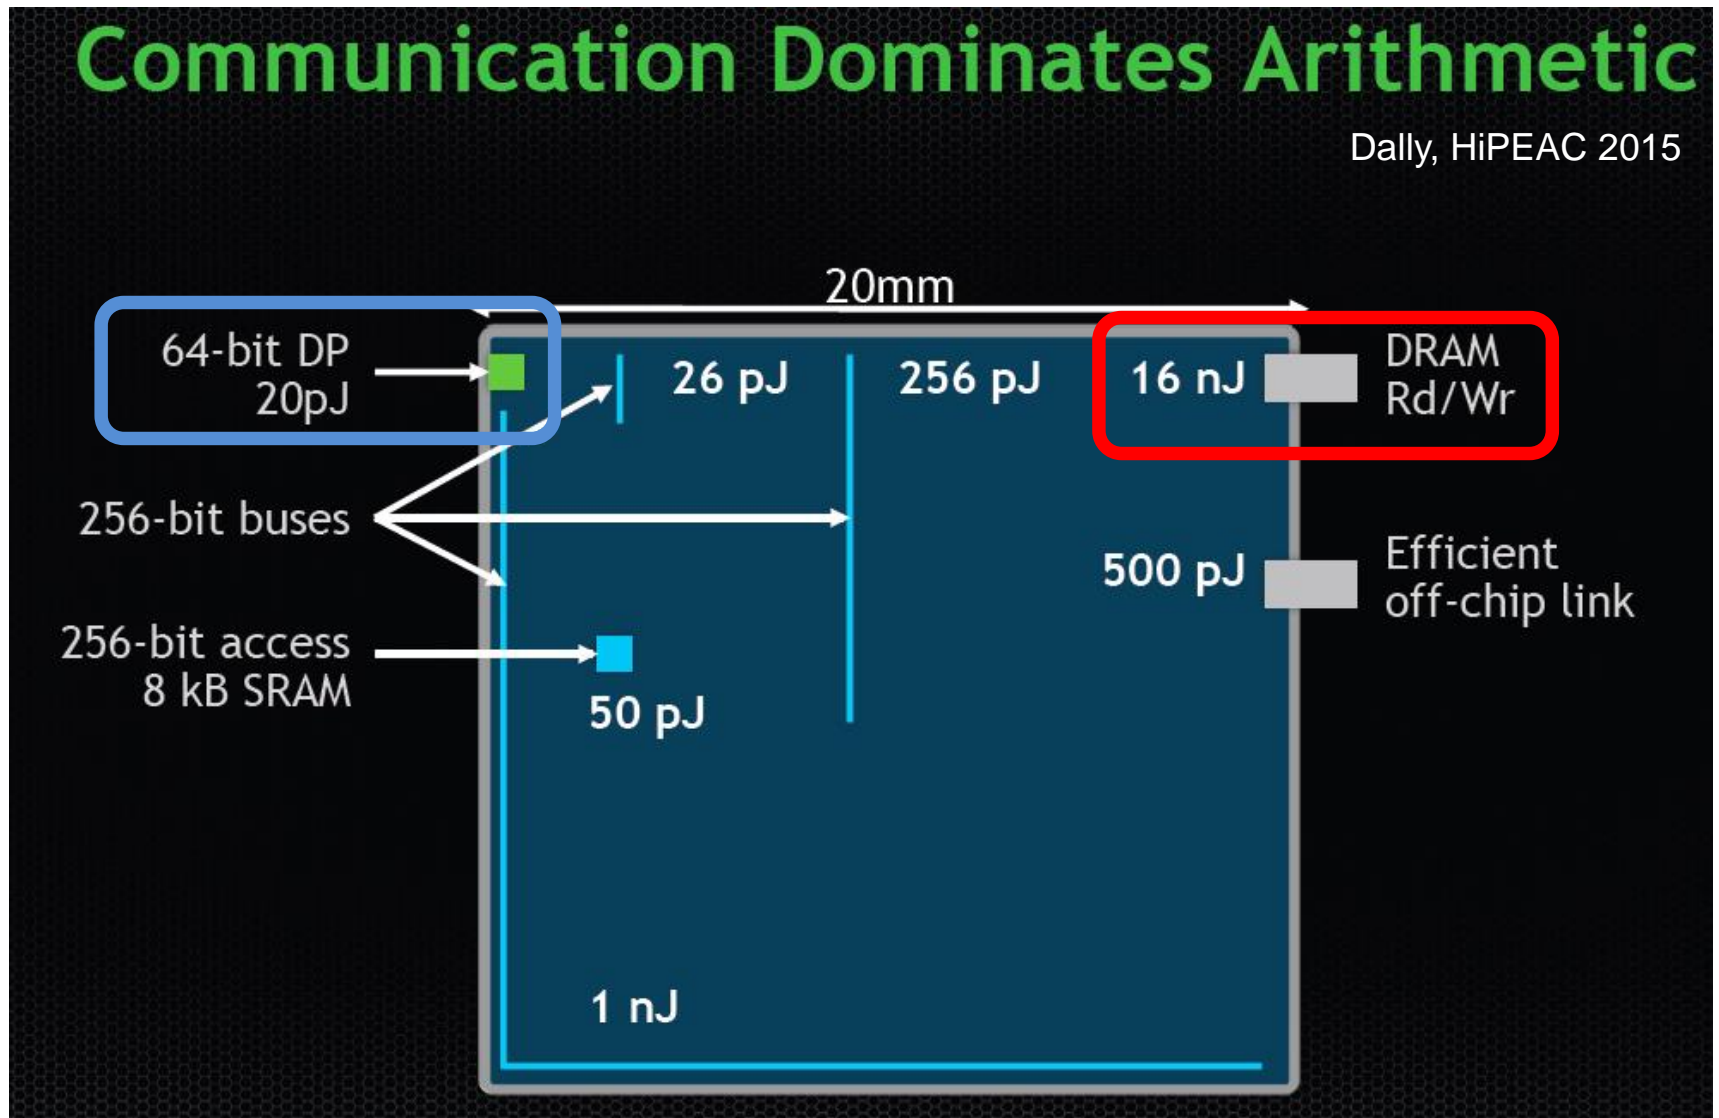 Communication Dominates Arithmetic
Dally, HiPEAC 2015
20mm
64-bit DP
20pJ
26 pJ
256 pJ
16 nJ
DRAM
Rd/Wr
256-bit buses
500 pJ
Efficient
off-chip link
256-bit access
8 kB SRAM
50 pJ
1 nJ